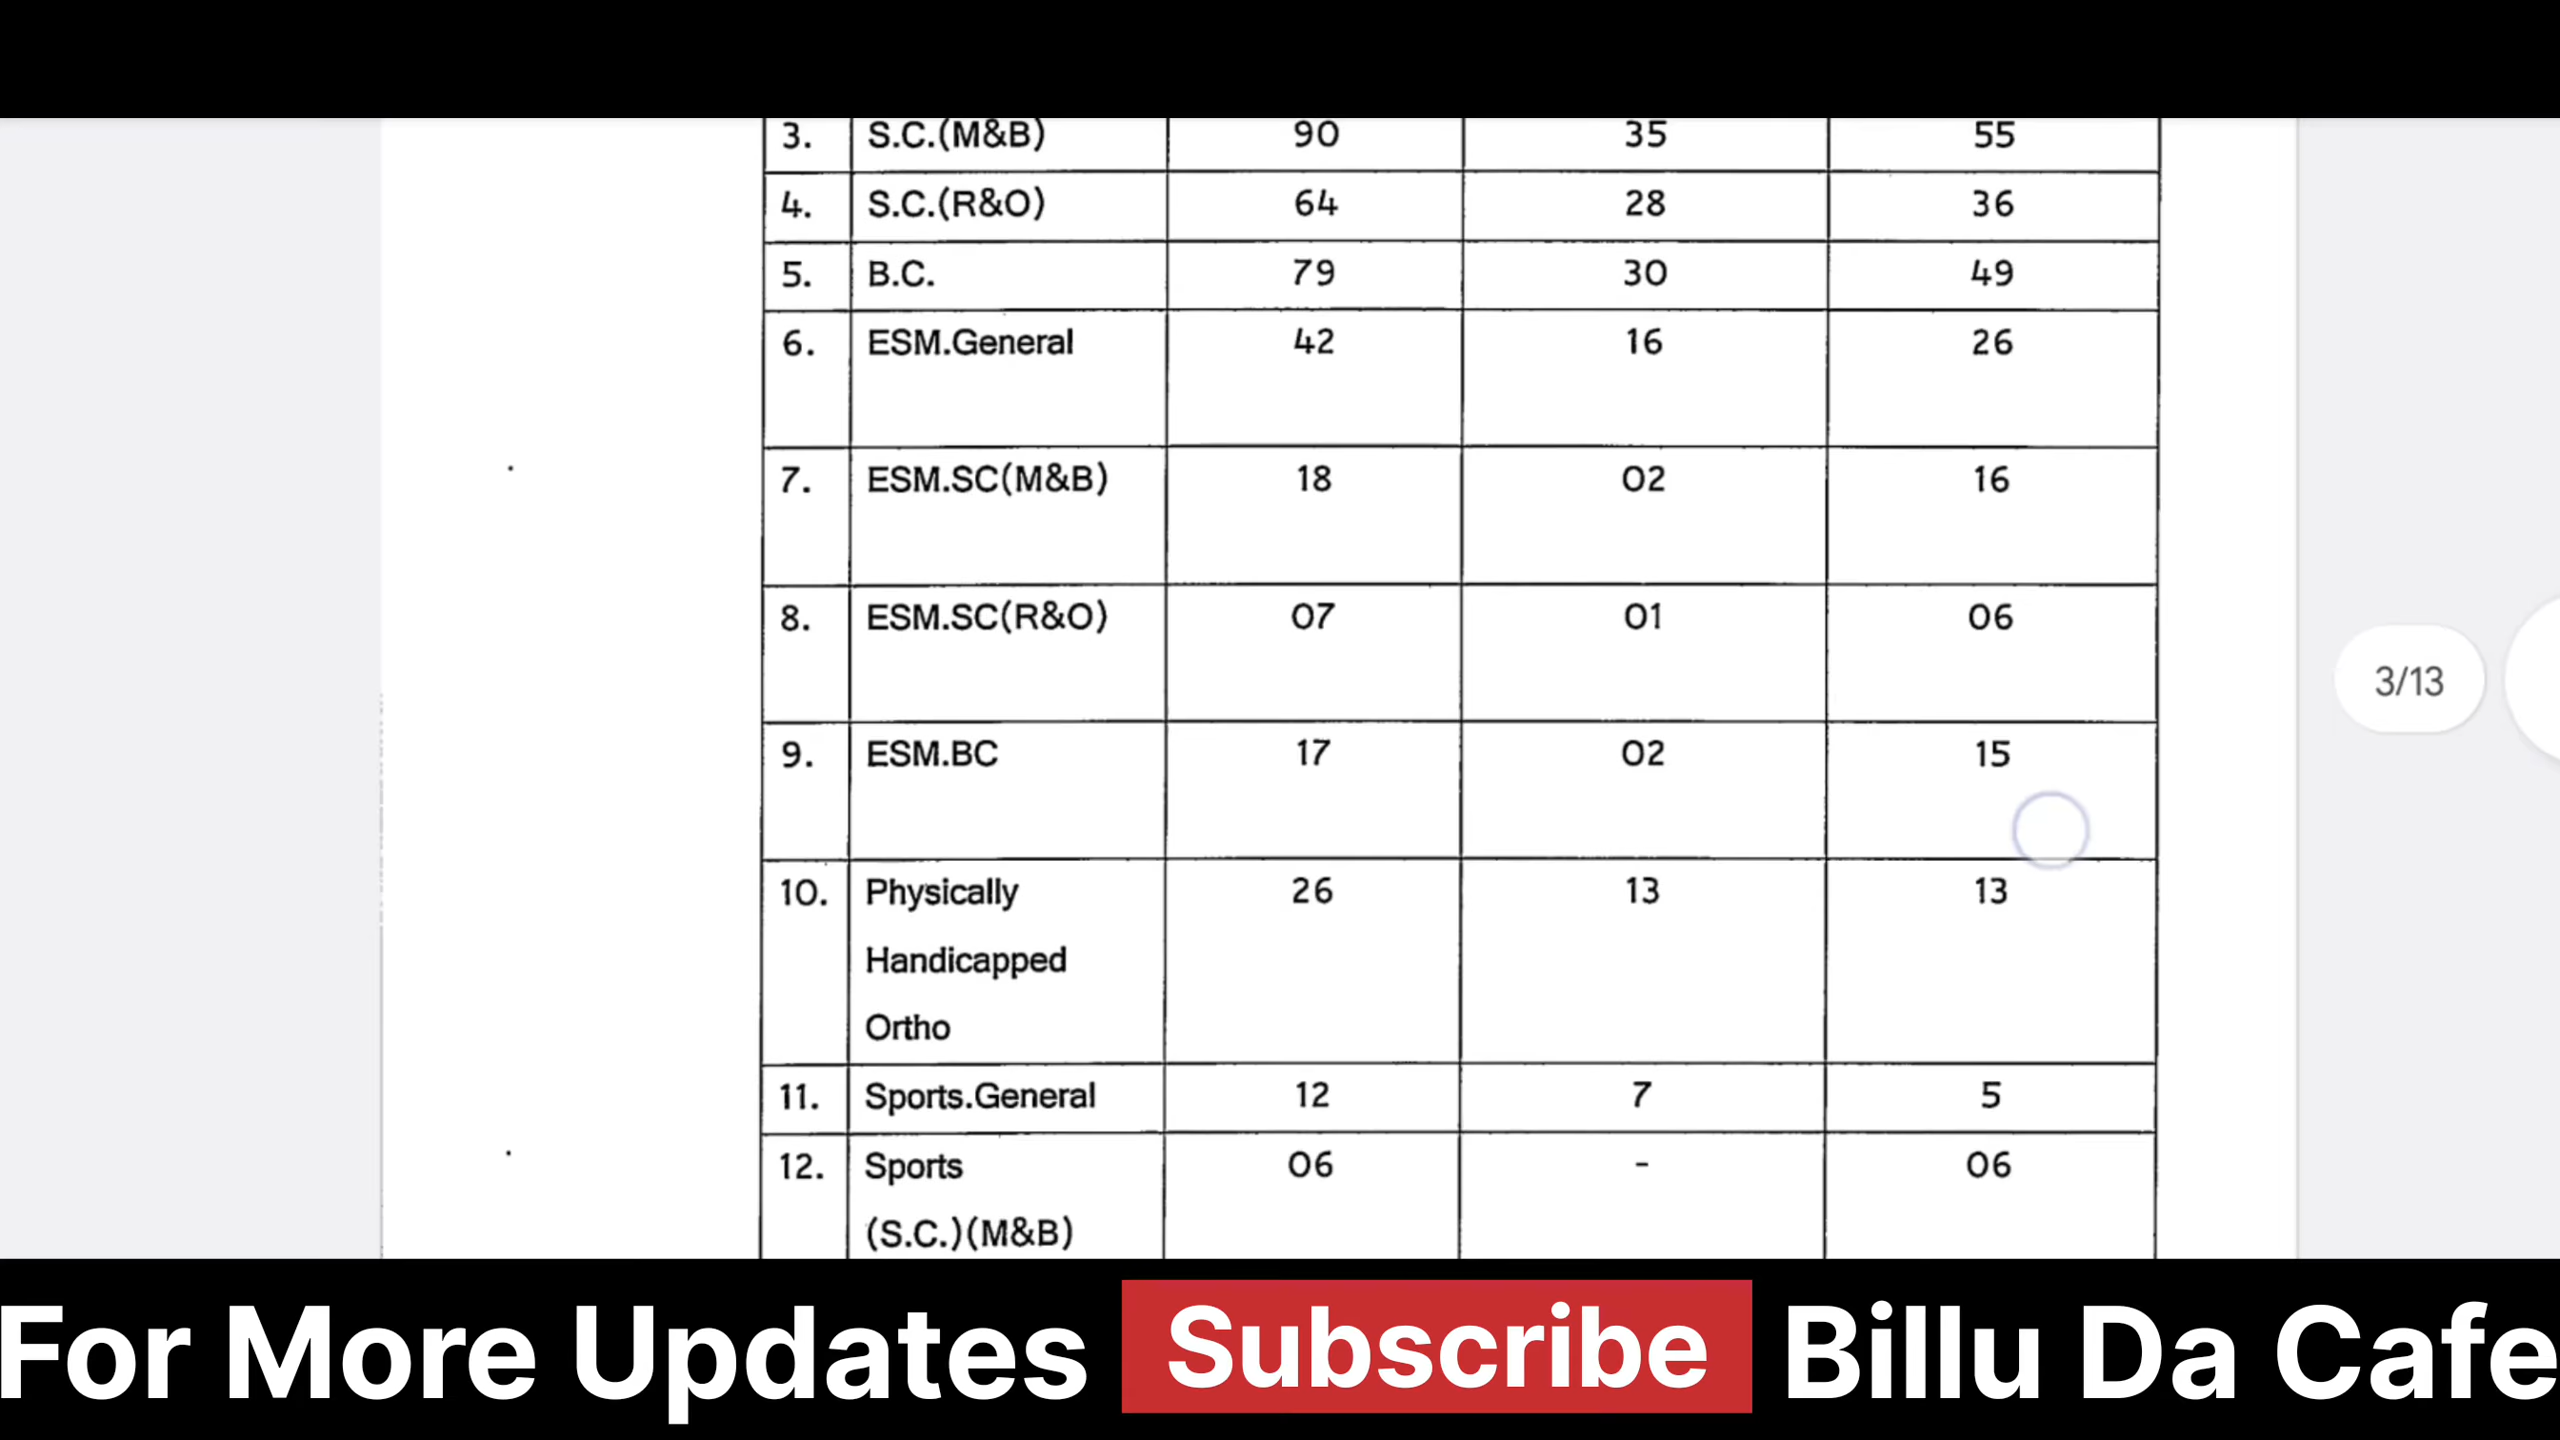 3. S.C.(M&B) 90 35 55
4. S.C.(R&O) 64 28 36
5. B.C. 79 30 49
6. ESM.General 42 16 26
7. ESM.SC(M&B) 18 02 16
8. ESM.SC(R&O) 07 01 06
9. ESM.BC 17 02 15
10. Physically 26 13 13
Handicapped
Ortho
11. Sports.General 12 7 5
12. Sports 06 - 06
(S.C.)(M&B)
3/13
For More Updates Subscribe Billu Da Cafe